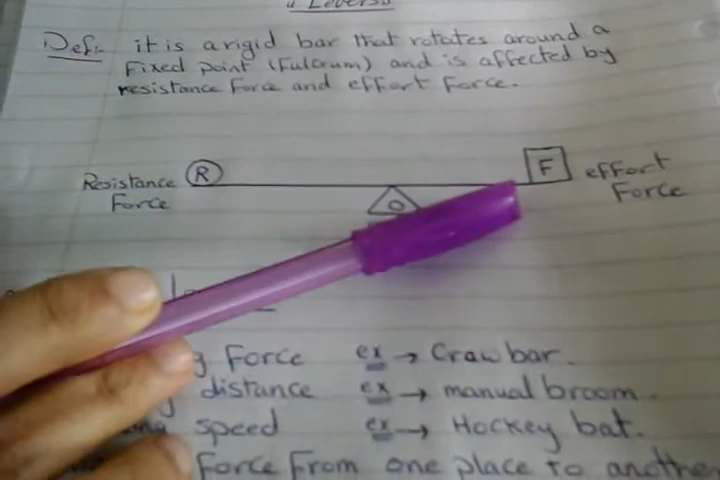 Levers
Def:- it is a rigid bar that rotates around a
Fixed point (Fulcrum) and is affected by
resistance force and effort force.
R
F
Resistance
Force
effort
Force
O
Force ex → Crowbar.
distance ex → manual broom.
speed ex → Hockey bat.
Force From one place to another